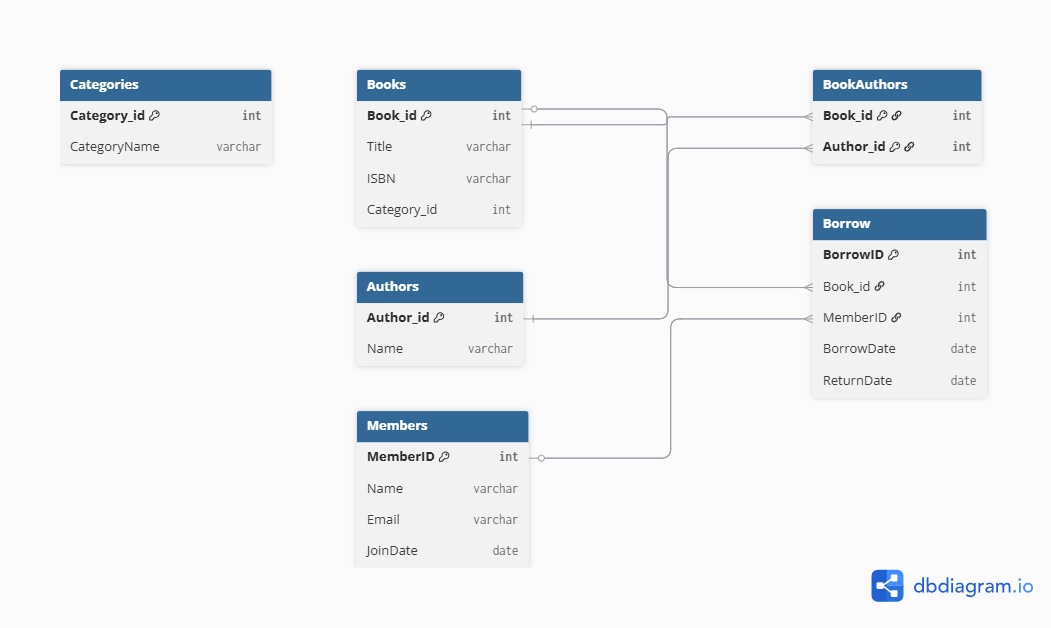 Categories
Category_id int
CategoryName varchar
Books
Book_id int
Title varchar
ISBN varchar
Category_id int
Authors
Author_id int
Name varchar
Members
MemberID int
Name varchar
Email varchar
JoinDate date
BookAuthors
Book_id int
Author_id int
Borrow
BorrowID int
Book_id int
MemberID int
BorrowDate date
ReturnDate date
dbdiagram.io